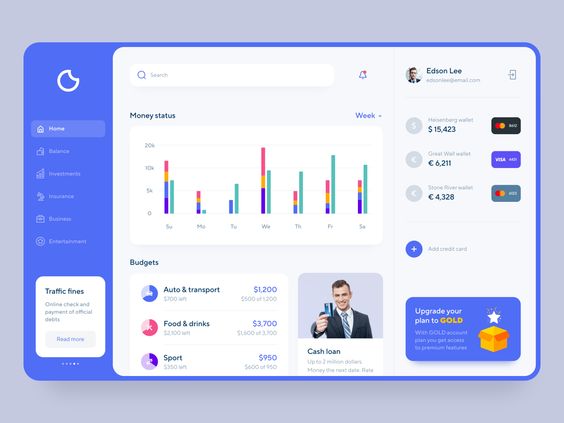 Search
Edson Lee
edsonlee@email.com
Home
Balance
Investments
Insurance
Business
Entertainment
Traffic fines
Online check and
payment of official
debts
Read more
Money status
Week
20k
10k
5k
0
Su
Mo
Tu
We
Th
Fr
Sa
Budgets
Auto & transport
$1,200
$700 left
$500 of 1,200
Food & drinks
$3,700
$2,100 left
$1,600 of 3,700
Sport
$950
$350 left
$600 of 950
Cash loan
Up to 2 million dollars.
Money the next date. Rate
Heisenberg wallet
$ 15,423
Great Wall wallet
€ 6,211
VISA
Stone River wallet
€ 4,328
Add credit card
Upgrade your
plan to GOLD
With GOLD account
plan you get access
to premium features